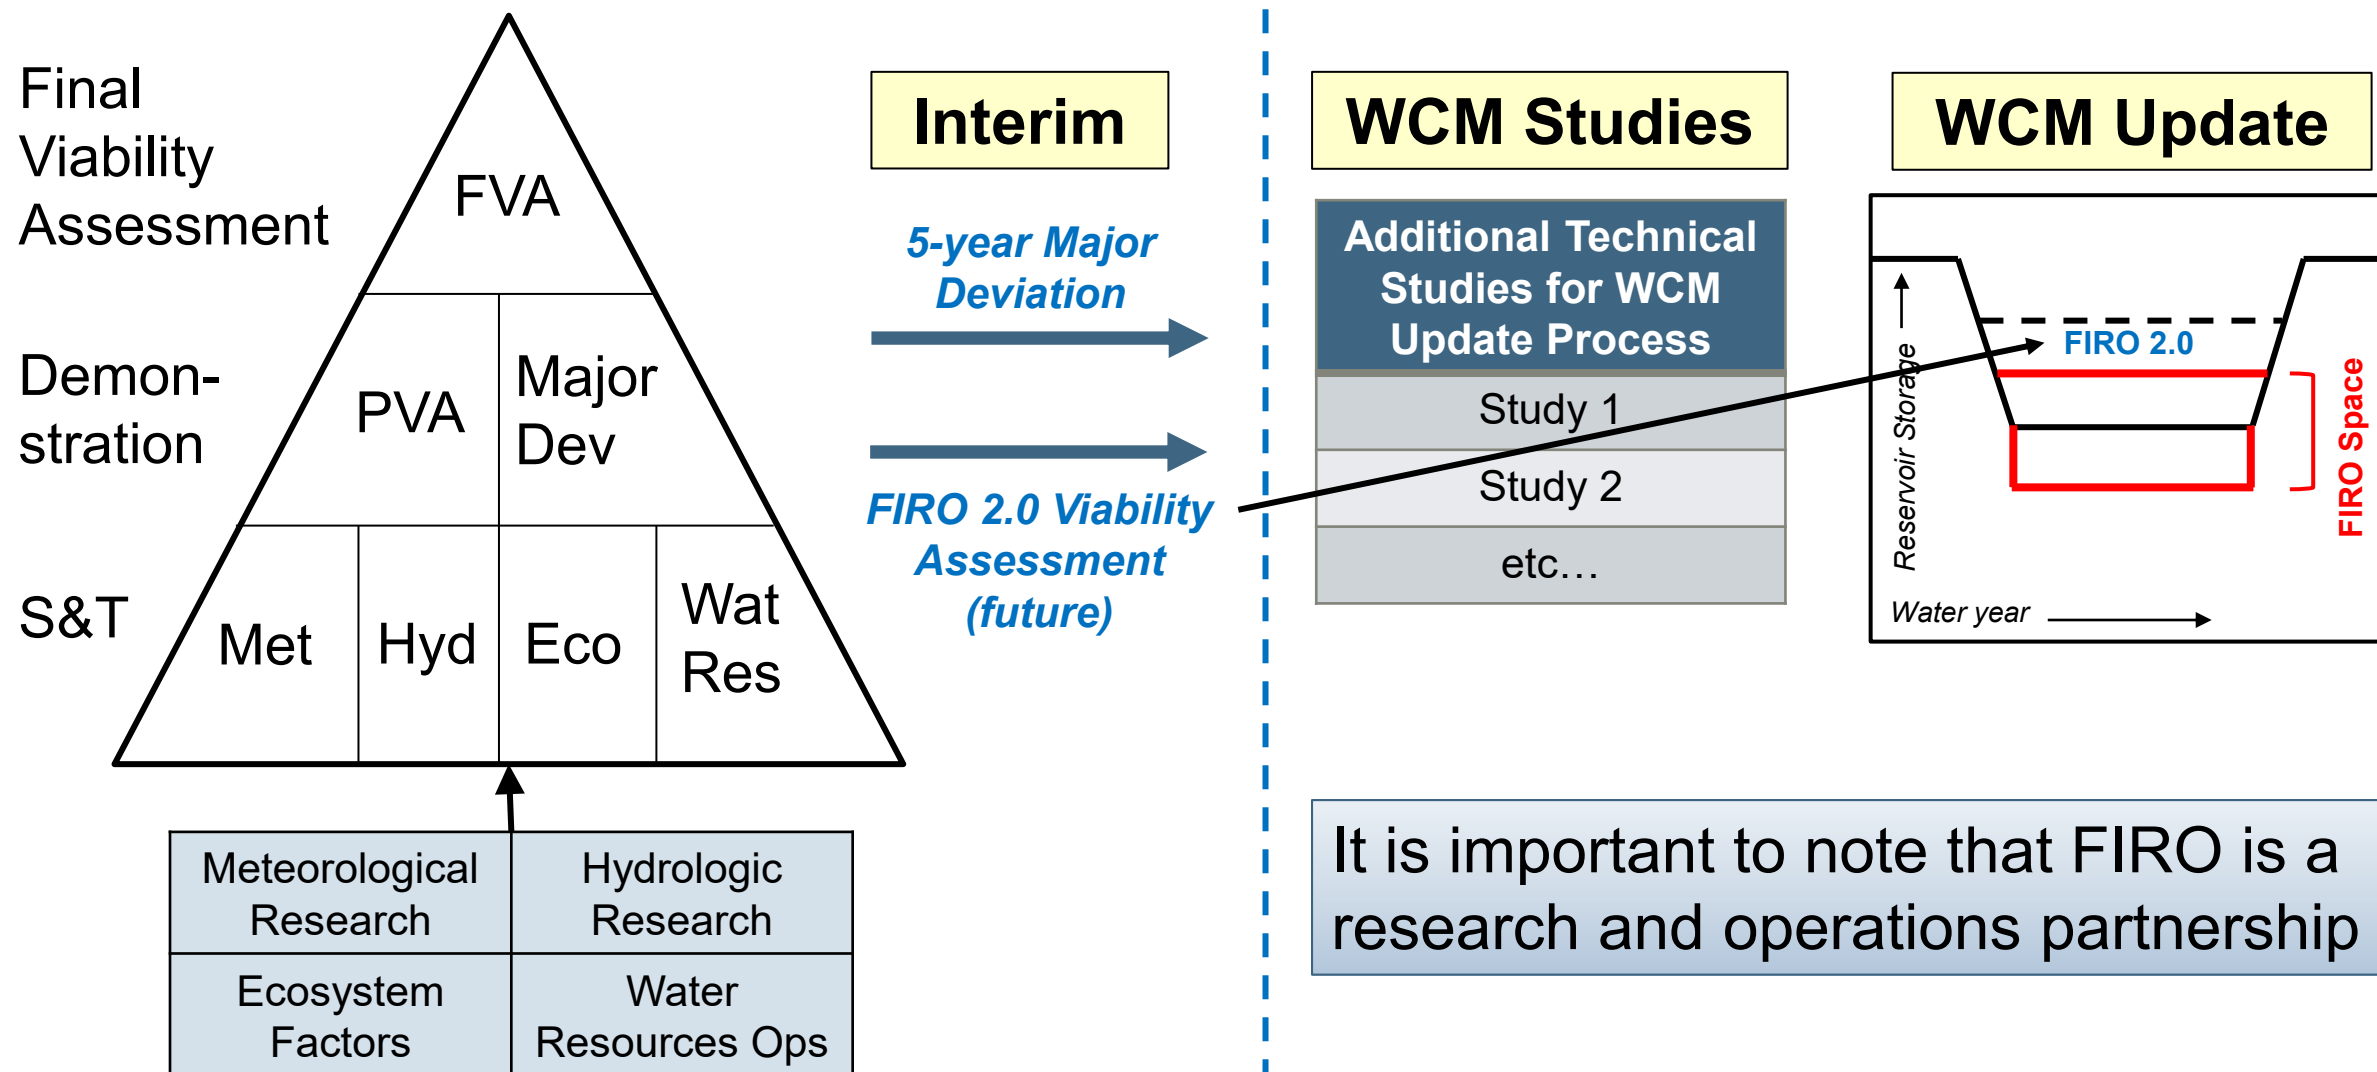 Final
Viability
Assessment
FVA
Demon-
stration
PVA
Major
Dev
S&T
Met
Hyd
Eco
Wat
Res
Meteorological
Research
Hydrologic
Research
Ecosystem
Factors
Water
Resources Ops
Interim
5-year Major
Deviation
FIRO 2.0 Viability
Assessment
(future)
WCM Studies
Additional Technical
Studies for WCM
Update Process
Study 1
Study 2
etc…
WCM Update
Reservoir Storage
FIRO 2.0
FIRO Space
Water year
It is important to note that FIRO is a
research and operations partnership